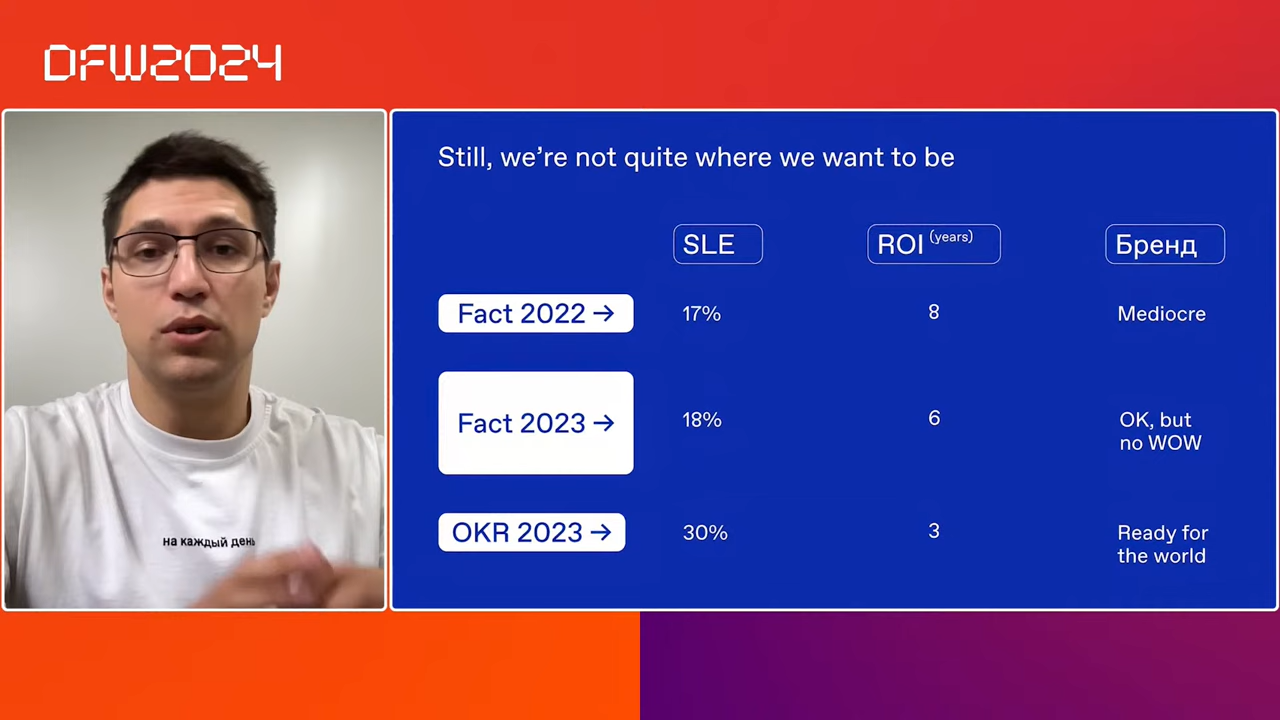 DFW2024
Still, we're not quite where we want to be
SLE
ROI (years)
Бренд
Fact 2022 →
17%
8
Mediocre
Fact 2023 →
18%
6
OK, but
no WOW
OKR 2023 →
30%
3
Ready for
the world
на каждый день